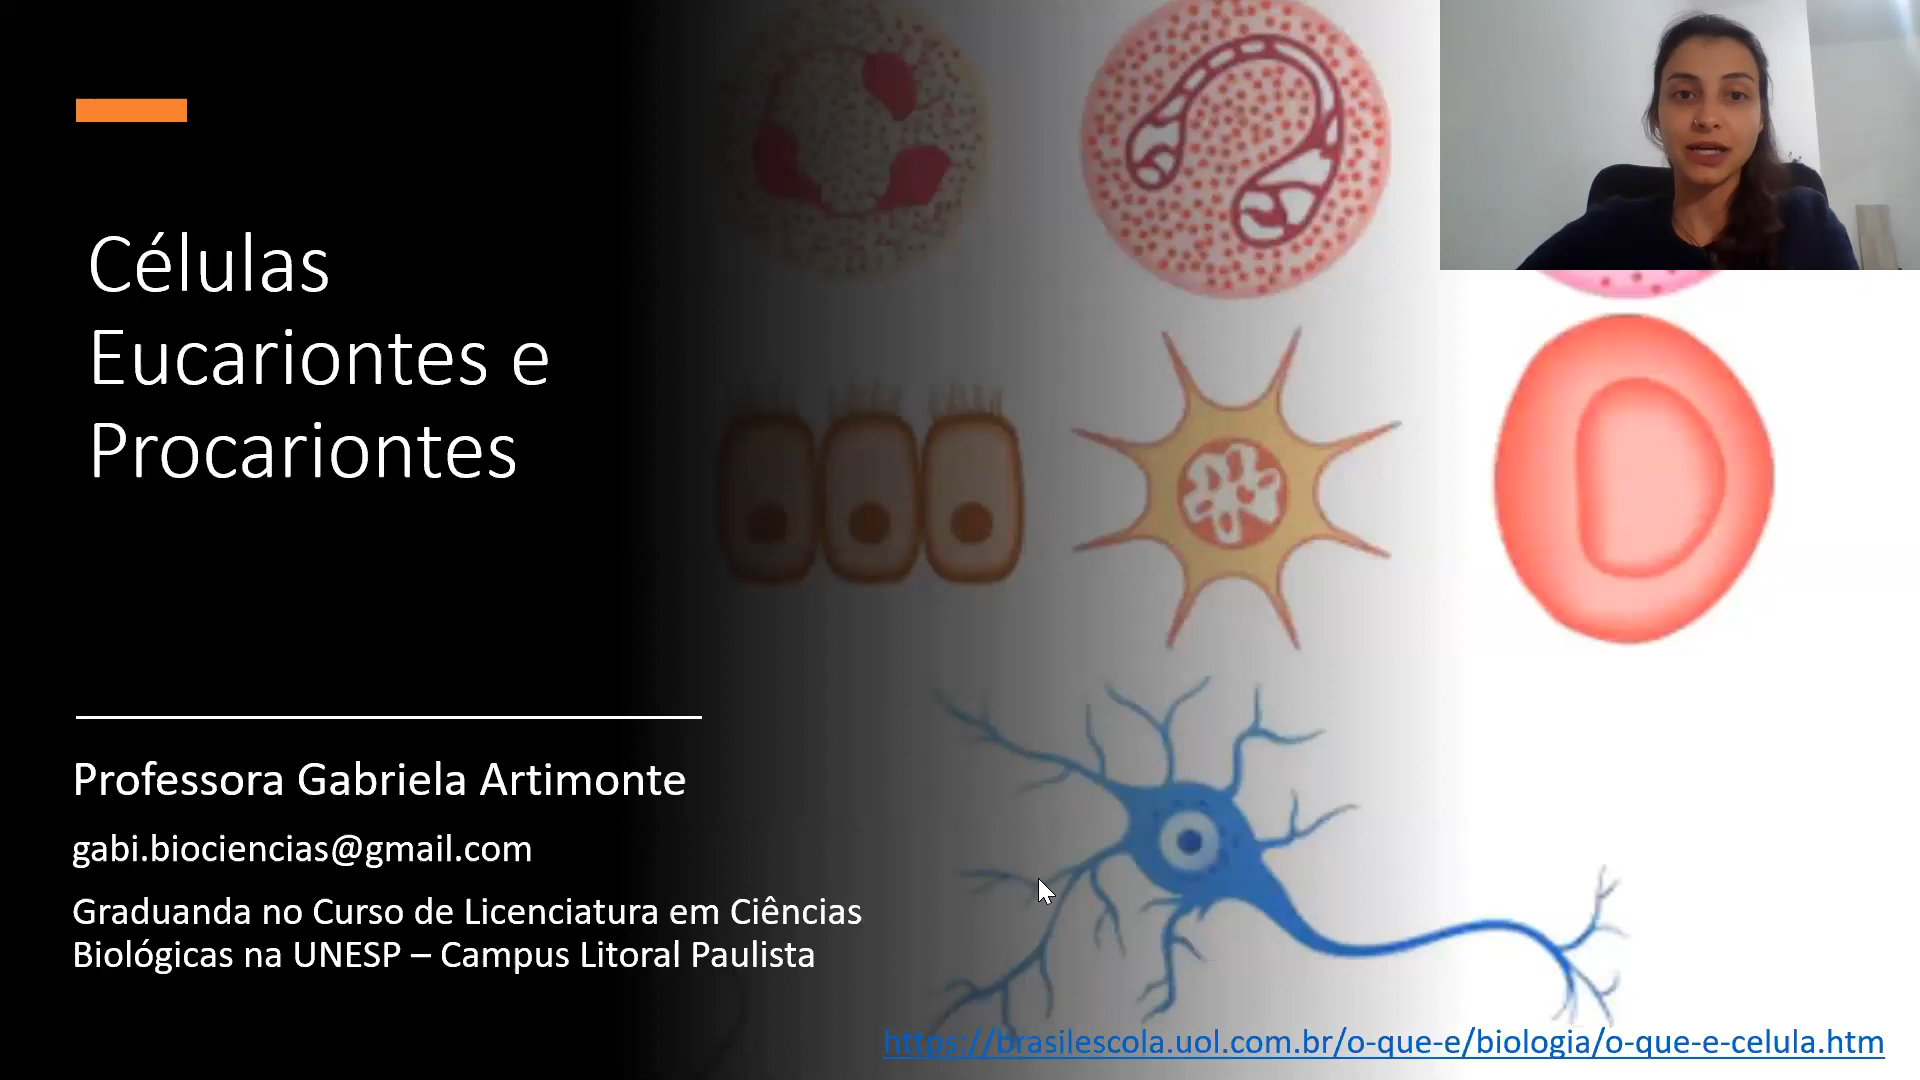 Células
Eucariontes e
Procariontes
Professora Gabriela Artimonte
gabi.biociencias@gmail.com
Graduanda no Curso de Licenciatura em Ciências
Biológicas na UNESP – Campus Litoral Paulista
https://brasilescola.uol.com.br/o-que-e/biologia/o-que-e-celula.htm